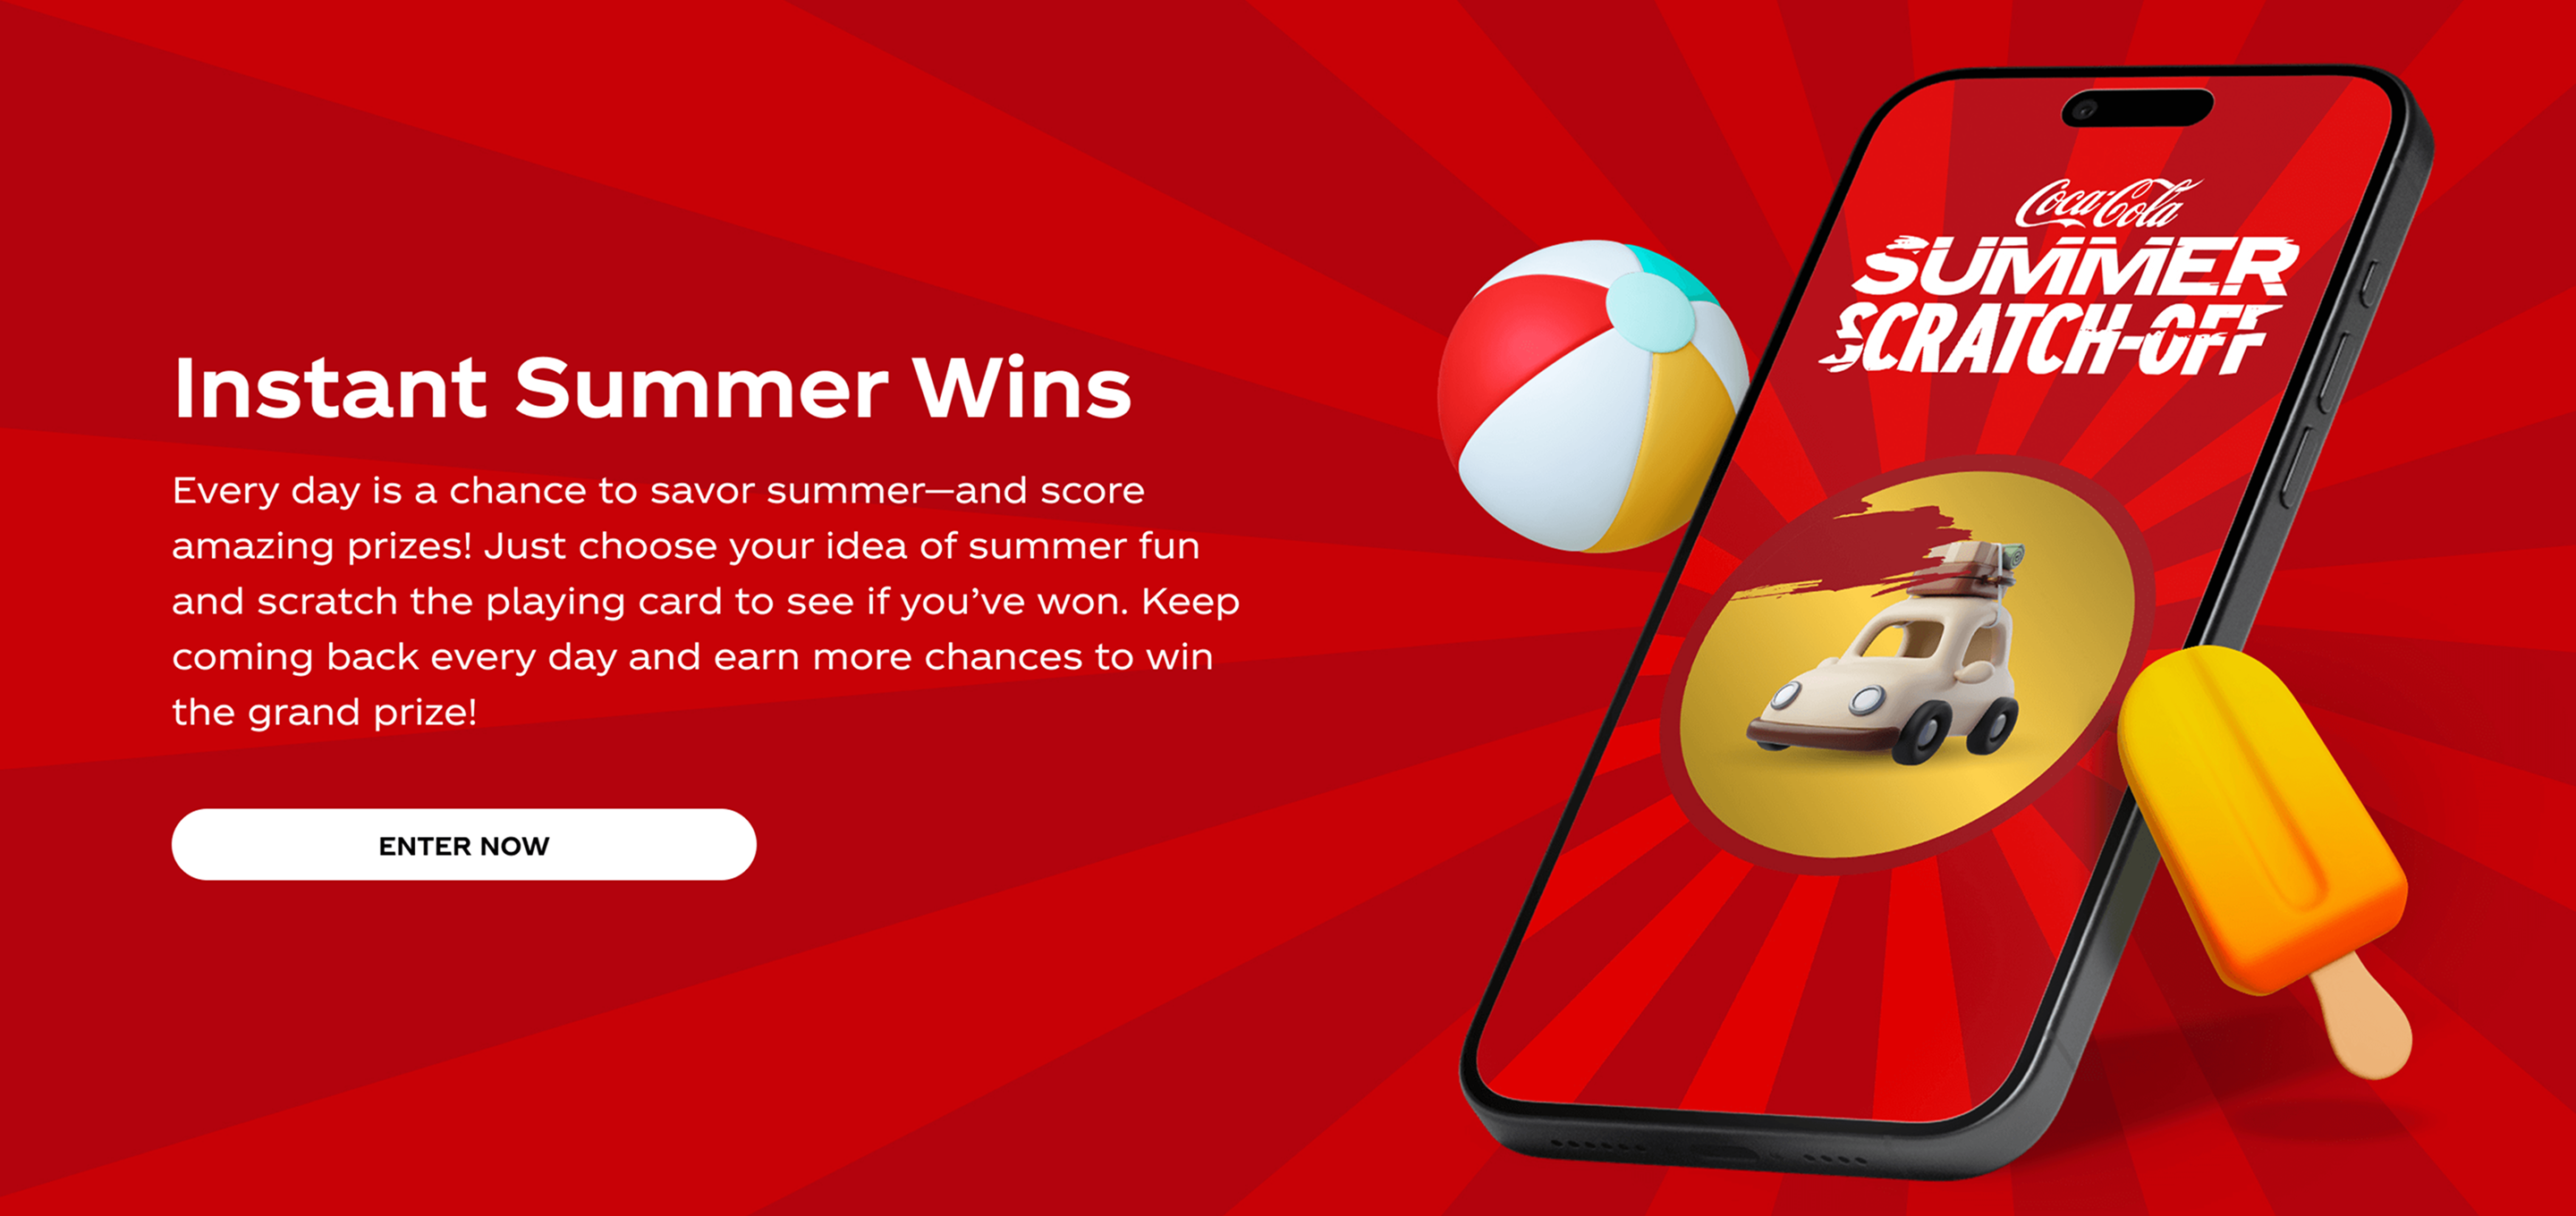 Instant Summer Wins
Every day is a chance to savor summer—and score
amazing prizes! Just choose your idea of summer fun
and scratch the playing card to see if you’ve won. Keep
coming back every day and earn more chances to win
the grand prize!
ENTER NOW
Coca-Cola
SUMMER
SCRATCH-OFF